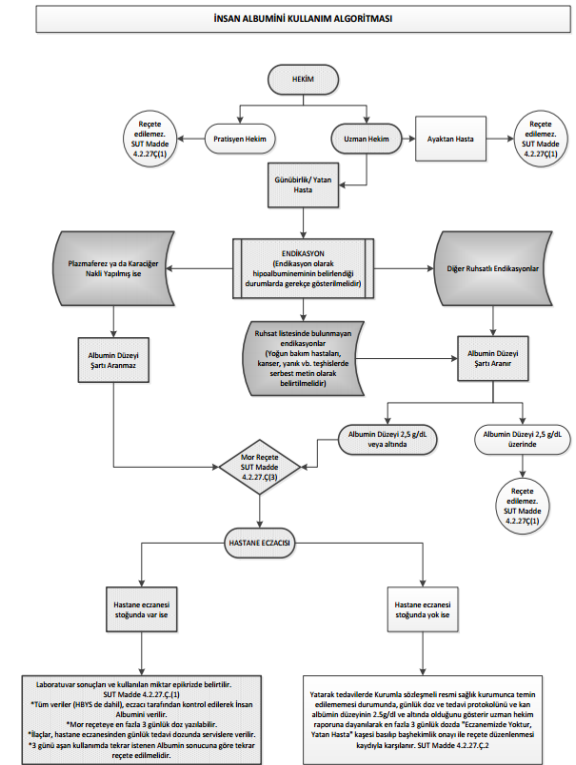 İNSAN ALBUMİNİ KULLANIM ALGORİTMASI
HEKİM
Reçete
edilemez.
SUT Madde
4.2.27Ç(1)
Pratisyen Hekim
Uzman Hekim
Ayaktan Hasta
Reçete
edilemez.
SUT Madde
4.2.27Ç(1)
Günübirlik/ Yatan
Hasta
Plazmaferez ya da Karaciğer
Nakli Yapılmış ise
ENDİKASYON
(Endikasyon olarak
hipoalbumineminin belirlendiği
durumlarda gerekçe gösterilmelidir)
Diğer Ruhsatlı Endikasyonlar
Albumin Düzeyi
Şartı Aranmaz
Ruhsat listesinde bulunmayan
endikasyonlar
(Yoğun bakım hastaları,
kanser, yanık vb. teşhislerde
serbest metin olarak
belirtilmelidir)
Albumin Düzeyi
Şartı Aranır
Albumin Düzeyi 2,5 g/dL
veya altında
Albumin Düzeyi 2,5 g/dL
üzerinde
Mor Reçete
SUT Madde
4.2.27.Ç(3)
Reçete
edilemez.
SUT Madde
4.2.27Ç(1)
HASTANE ECZACISI
Hastane eczanesi
stoğunda var ise
Hastane eczanesi
stoğunda yok ise
Laboratuvar sonuçları ve kullanılan miktar epikrizde belirtilir.
SUT Madde 4.2.27.Ç.(1)
*Tüm veriler (HBYS de dahil), eczacı tarafından kontrol edilerek İnsan
Albumini verilir.
*Mor reçeteye en fazla 3 günlük doz yazılabilir.
*İlaçlar, hastane eczanesinden günlük tedavi dozunda servislere verilir.
*3 günü aşan kullanımda tekrar istenen Albumin sonucuna göre tekrar
reçete edilmelidir.
Yatarak tedavilerde Kurumla sözleşmeli resmi sağlık kurumunca temin
edilememesi durumunda, günlük doz ve tedavi protokolünü ve kan
albümin düzeyinin 2.5g/dl ve altında olduğunu gösterir uzman hekim
raporuna dayanılarak en fazla 3 günlük dozda "Eczanemizde Yoktur,
Yatan Hasta" kaşesi basılıp başhekimlik onayı ile reçete düzenlenmesi
kaydıyla karşılanır. SUT Madde 4.2.27.Ç.2